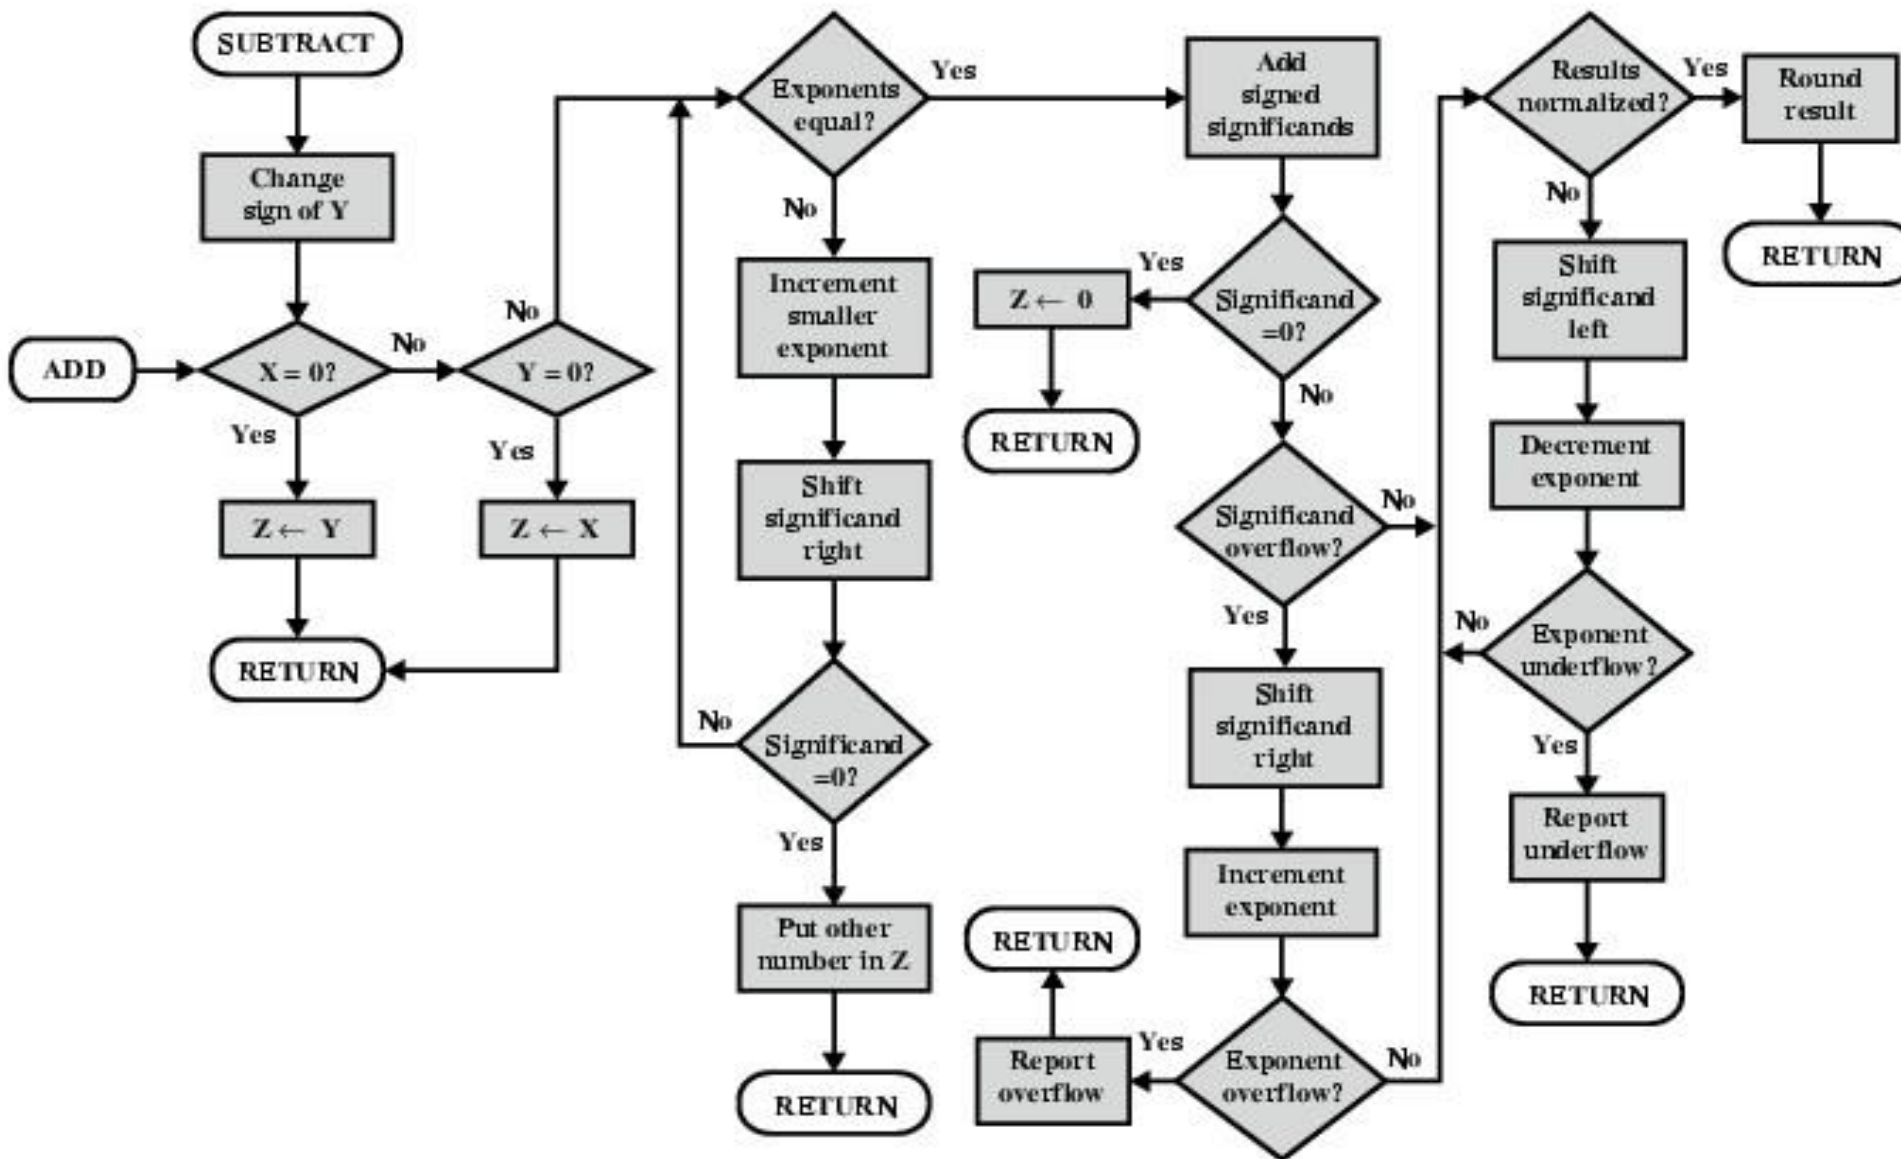 SUBTRACT
Change
sign of Y
ADD
X = 0?
No
Yes
Z ← Y
RETURN
Y = 0?
No
Yes
Z ← X
Exponents
equal?
Yes
No
Increment
smaller
exponent
Shift
significand
right
Significand
=0?
No
Yes
Put other
number in Z
RETURN
Add
signed
significands
Significand
=0?
Yes
Z ← 0
RETURN
No
Significand
overflow?
No
Yes
Shift
significand
right
Increment
exponent
Exponent
overflow?
Yes
Report
overflow
RETURN
No
Results
normalized?
Yes
Round
result
RETURN
No
Shift
significand
left
Decrement
exponent
Exponent
underflow?
No
Yes
Report
underflow
RETURN